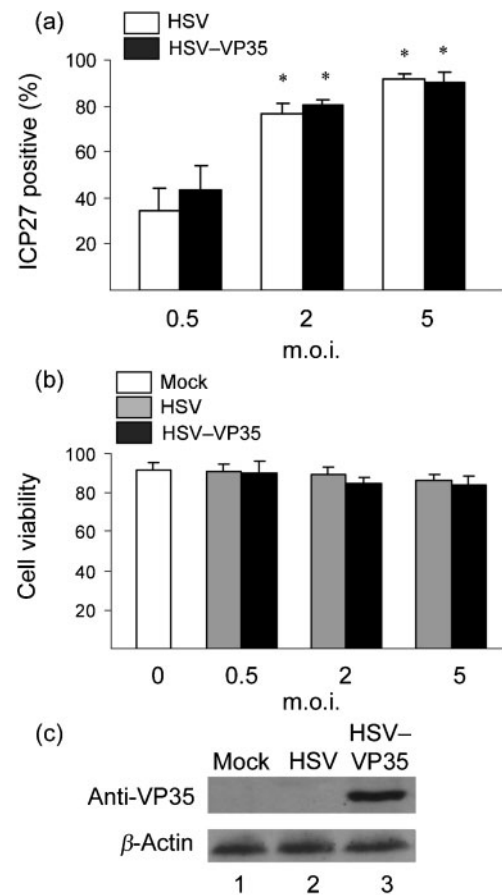 (a)
HSV
HSV–VP35
ICP27 positive (%)
100
80
60
40
20
* * * *
0.5 2 5
m.o.i.
(b)
Mock
HSV
HSV–VP35
Cell viability
100
80
60
40
20
0 0.5 2 5
m.o.i.
(c)
Mock HSV HSV–
VP35
Anti-VP35
β-Actin
1 2 3